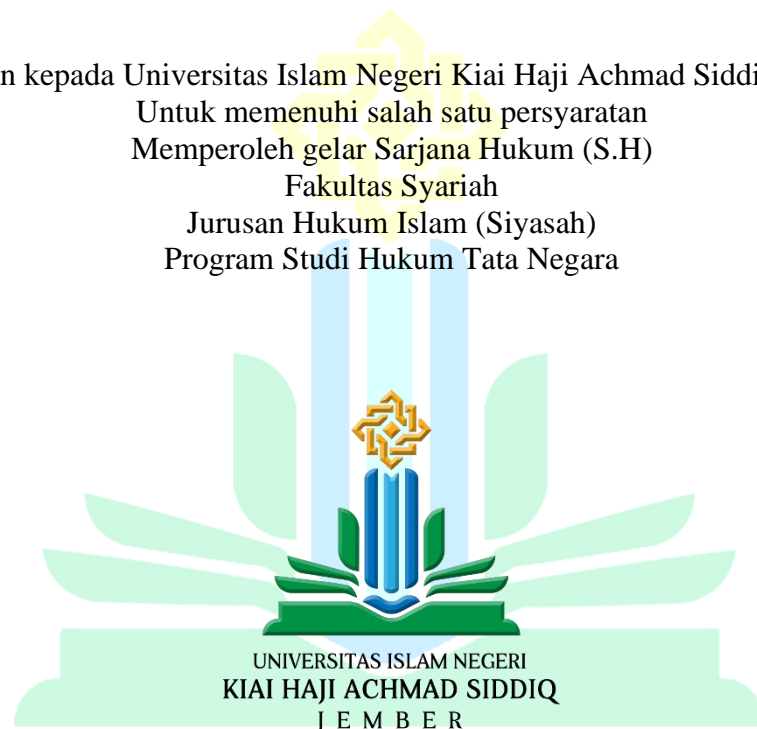 n kepada Universitas Islam Negeri Kiai Haji Achmad Siddi
Untuk memenuhi salah satu persyaratan
Memperoleh gelar Sarjana Hukum (S.H)
Fakultas Syariah
Jurusan Hukum Islam (Siyasah)
Program Studi Hukum Tata Negara
UNIVERSITAS ISLAM NEGERI
KIAI HAJI ACHMAD SIDDIQ
JEMBER